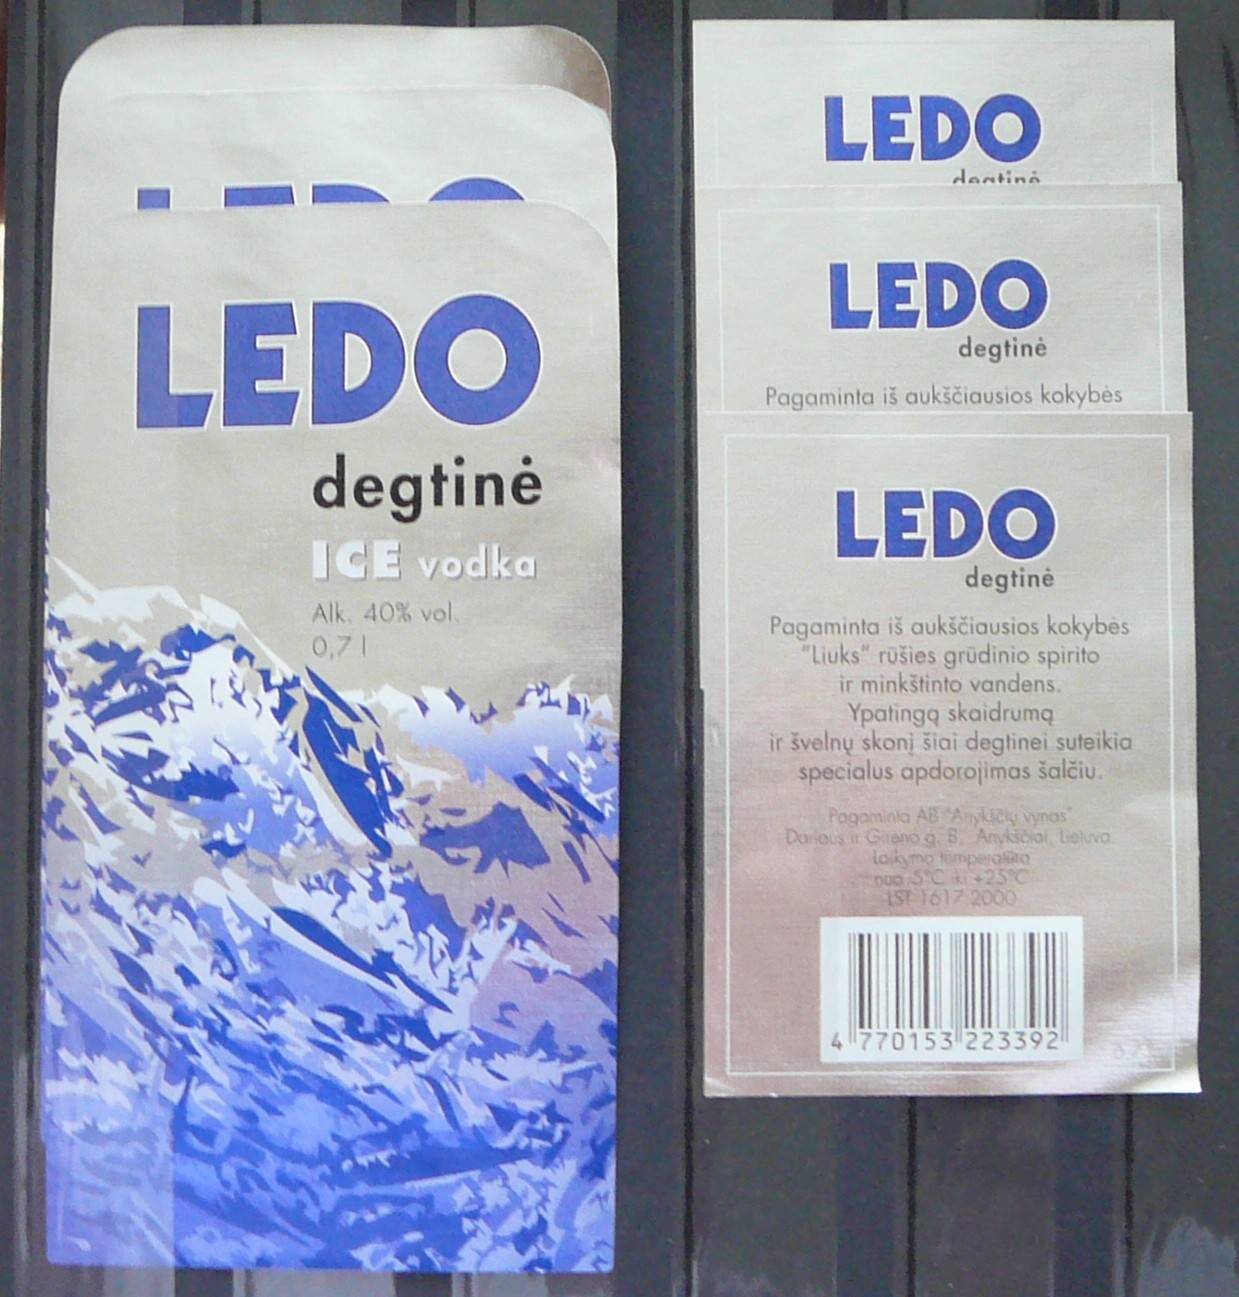 LEDO
LEDO
degtinė
ICE vodka
Alk. 40% vol.
0,7 l
LEDO
degtinė
LEDO
degtinė
Pagaminta iš aukščiausios kokybės
LEDO
degtinė
Pagaminta iš aukščiausios kokybės
"Liuks" rūšies grūdinio spirito
ir minkštinto vandens.
Ypatingą skaidrumą
ir švelnų skonį šiai degtinei suteikia
specialus apdorojimas šalčiu.
Pagaminta AB "Anykščių vynas"
Dariaus ir Girėno g. 8, Anykščiai, Lietuva.
Laikymo temperatūra
nuo -5°C iki +25°C
LST 1617:2000
4 770153 223392